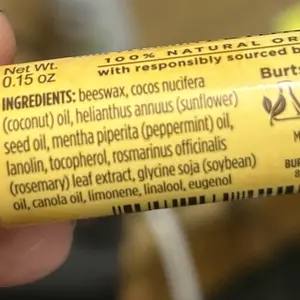 Net Wt.
0.15 oz
100% NATURAL OR
with responsibly sourced b
INGREDIENTS: beeswax, cocos nucifera
(coconut) oil, helianthus annuus (sunflower)
seed oil, mentha piperita (peppermint) oil,
lanolin, tocopherol, rosmarinus officinalis
(rosemary) leaf extract, glycine soja (soybean)
oil, canola oil, limonene, linalool, eugenol
Burts
M
BUR
8